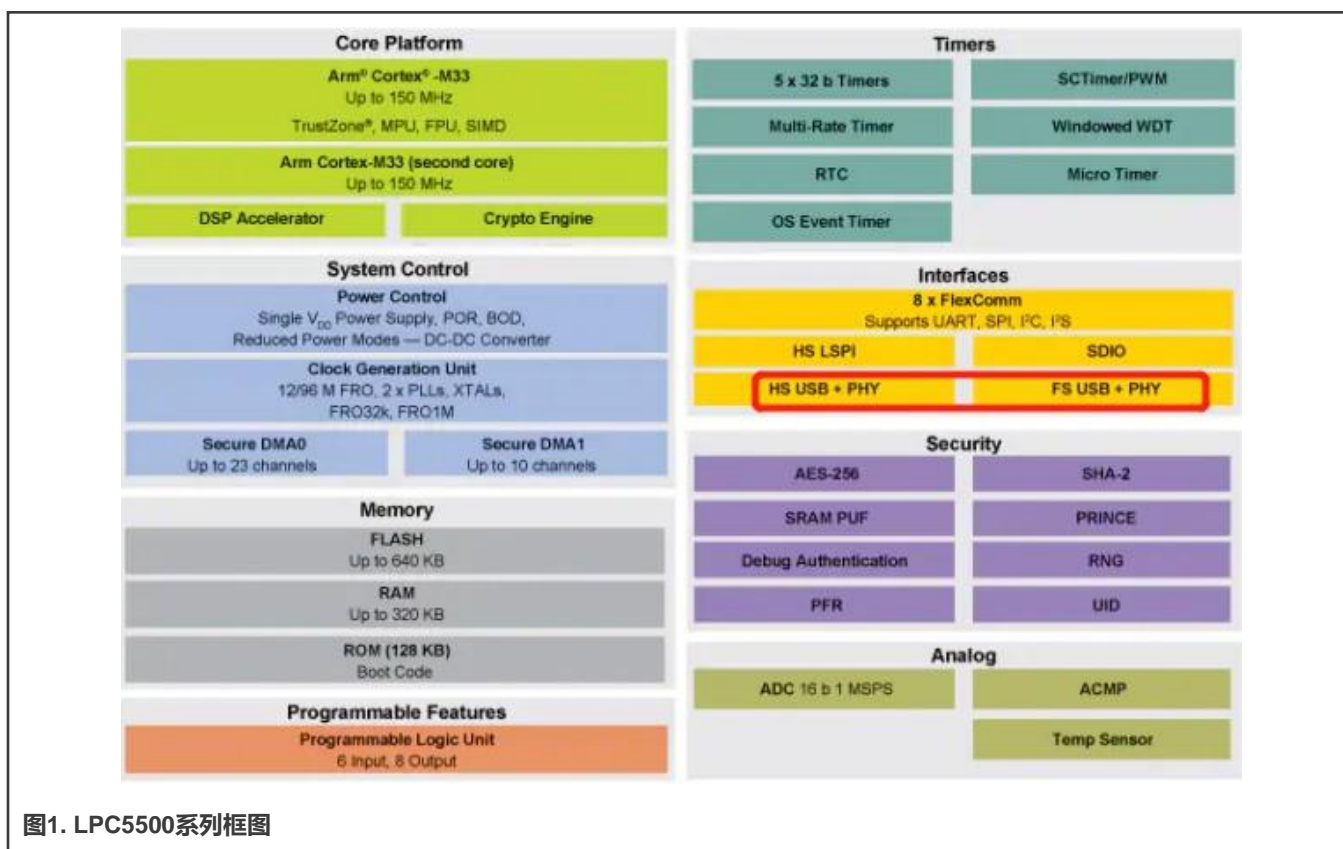 Core Platform
Arm® Cortex® -M33
Up to 150 MHz
TrustZone®, MPU, FPU, SIMD
Arm Cortex-M33 (second core)
Up to 150 MHz
DSP Accelerator
Crypto Engine
System Control
Power Control
Single VDD Power Supply, POR, BOD,
Reduced Power Modes — DC-DC Converter
Clock Generation Unit
12/96 M FRO, 2 x PLLs, XTALs,
FRO32k, FRO1M
Secure DMA0
Up to 23 channels
Secure DMA1
Up to 10 channels
Memory
FLASH
Up to 640 KB
RAM
Up to 320 KB
ROM (128 KB)
Boot Code
Programmable Features
Programmable Logic Unit
6 Input, 8 Output
Timers
5 x 32 b Timers
SCTimer/PWM
Multi-Rate Timer
Windowed WDT
RTC
Micro Timer
OS Event Timer
Interfaces
8 x FlexComm
Supports UART, SPI, I²C, I²S
HS LSPI
SDIO
HS USB + PHY
FS USB + PHY
Security
AES-256
SHA-2
SRAM PUF
PRINCE
Debug Authentication
RNG
PFR
UID
Analog
ADC 16 b 1 MSPS
ACMP
Temp Sensor
图1. LPC5500系列框图